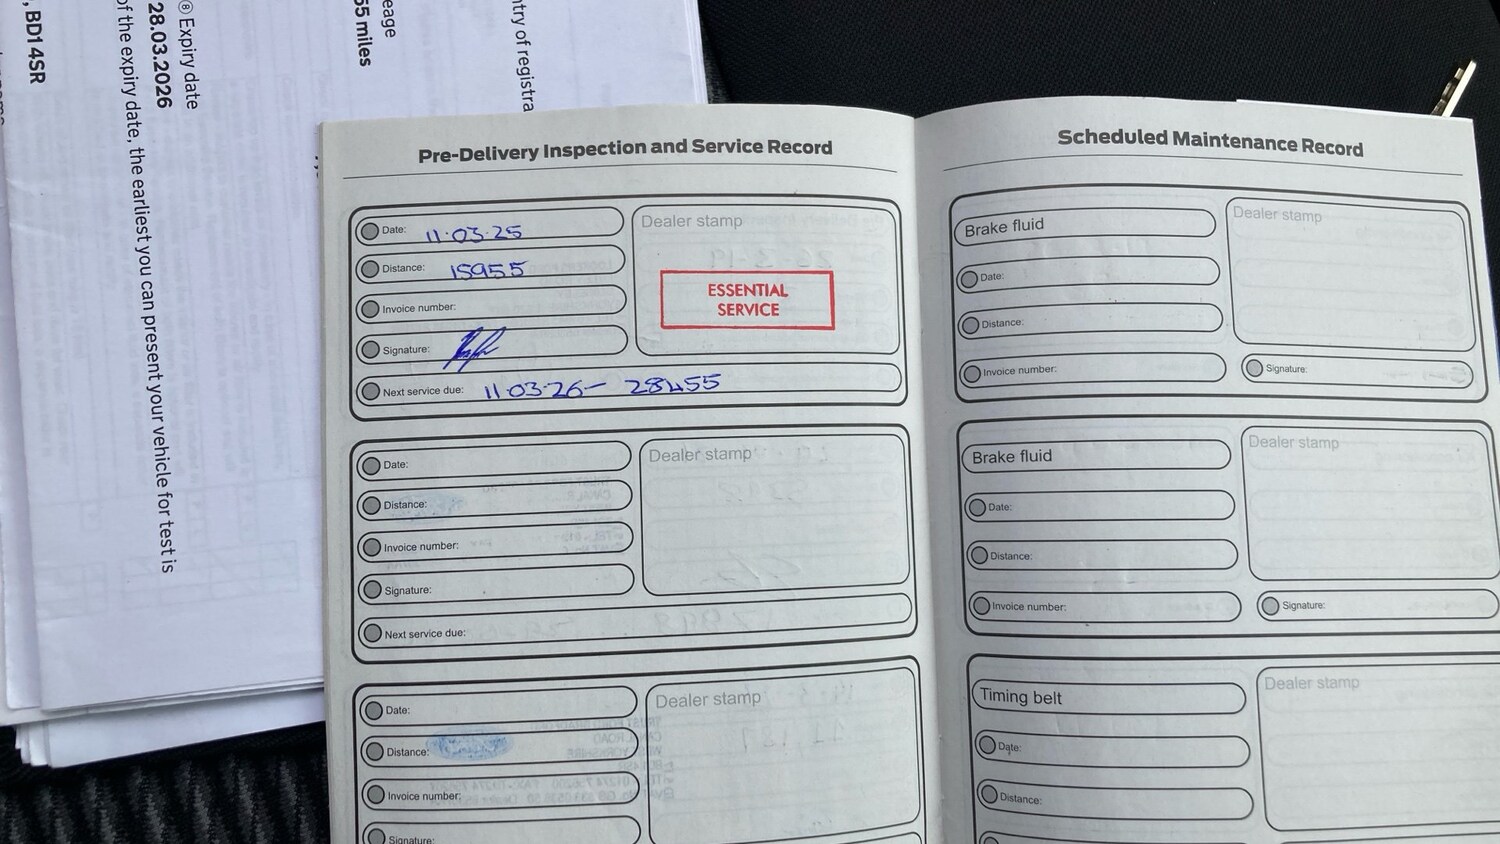 , BD1 4SR
⑧ Expiry date
28.03.2026
of the expiry date, the earliest you can present your vehicle for test is
eage
55 miles
ntry of registra
Pre-Delivery Inspection and Service Record
Date: 11·03·25
Distance: 15955
Invoice number:
Signature:
Next service due: 11·03·26- 28455
Dealer stamp
ESSENTIAL
SERVICE
Date:
Distance:
Invoice number:
Signature:
Next service due:
Dealer stamp
Date:
Distance:
Invoice number:
Signature:
Dealer stamp
Scheduled Maintenance Record
Brake fluid
Date:
Distance:
Invoice number:
Dealer stamp
Signature:
Brake fluid
Date:
Distance:
Invoice number:
Dealer stamp
Signature:
Timing belt
Date:
Distance:
Dealer stamp